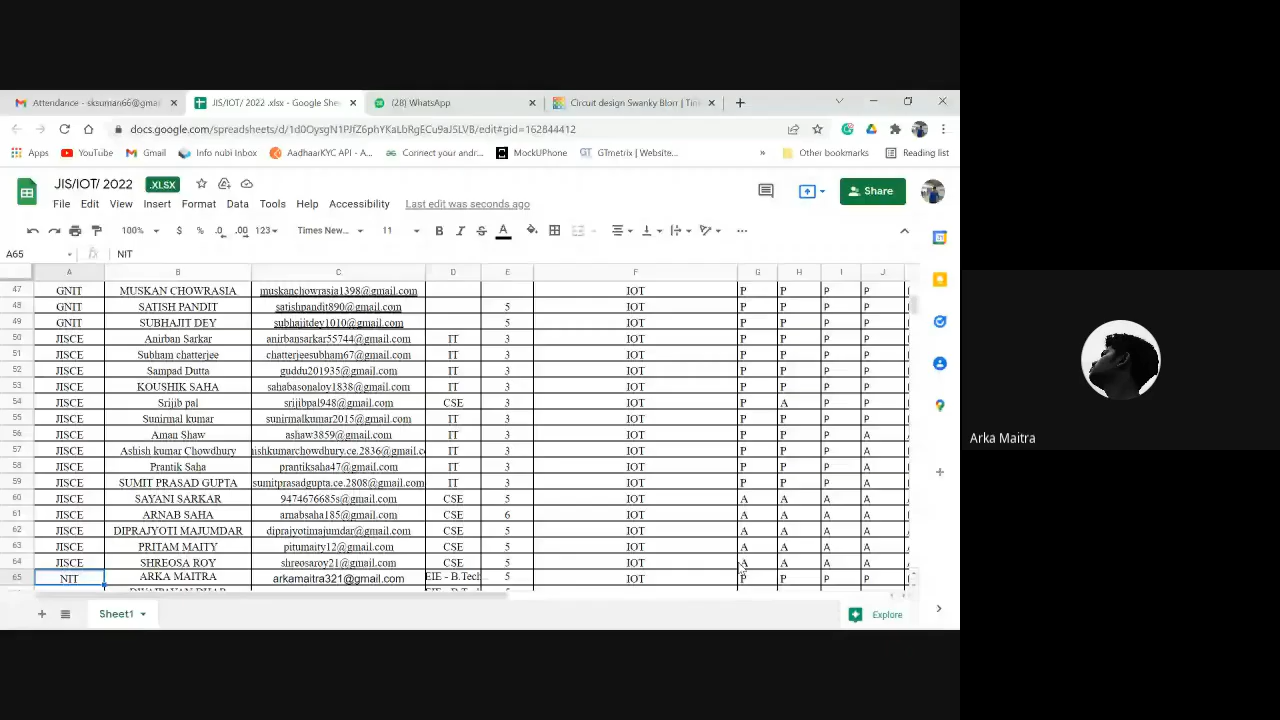 Attendance - sksuman66@gmai
JIS/IOT/ 2022 .xlsx - Google She
(28) WhatsApp
Circuit design Swanky Blorr | Tin
docs.google.com/spreadsheets/d/1d0OysgN1PJfZ6phYKaLbRgECu9aJ5LVB/edit#gid=162844412
Apps YouTube Gmail Info nubi Inbox AadhaarKYC API - A... Connect your andr... MockUPhone GTmetrix | Website... » Other bookmarks Reading list
JIS/IOT/ 2022 .XLSX
Share
File Edit View Insert Format Data Tools Help Accessibility Last edit was seconds ago
100% $ % .0 .00 123 Times New... 11 B I S A
A65 fx NIT
A B C D E F G H I J
47 GNIT MUSKAN CHOWRASIA muskanchowrasia1398@gmail.com IOT P P P P
48 GNIT SATISH PANDIT satishpandit890@gmail.com 5 IOT P P P P
49 GNIT SUBHAJIT DEY subhajitdey1010@gmail.com 5 IOT P P P P
50 JISCE Anirban Sarkar anirbansarkar55744@gmail.com IT 3 IOT P P P P
51 JISCE Subham chatterjee chatterjeesubham67@gmail.com IT 3 IOT P P P P
52 JISCE Sampad Dutta guddu201935@gmail.com IT 3 IOT P P P P
53 JISCE KOUSHIK SAHA sahabasonaloy1838@gmail.com IT 3 IOT P P P P
54 JISCE Srijib pal srijibpal948@gmail.com CSE 3 IOT P A P P
55 JISCE Sunirmal kumar sunirmalkumar2015@gmail.com IT 3 IOT P P P P
56 JISCE Aman Shaw ashaw3859@gmail.com IT 3 IOT P P P A
57 JISCE Ashish kumar Chowdhury ishkumarchowdhury.ce.2836@gmail.c IT 3 IOT P P P A
58 JISCE Prantik Saha prantiksaha47@gmail.com IT 3 IOT P P P A
59 JISCE SUMIT PRASAD GUPTA sumitprasadgupta.ce.2808@gmail.com IT 3 IOT P P P A
60 JISCE SAYANI SARKAR 9474676685s@gmail.com CSE 5 IOT A A A A
61 JISCE ARNAB SAHA arnabsaha185@gmail.com CSE 6 IOT A A A A
62 JISCE DIPRAJYOTI MAJUMDAR diprajyotimajumdar@gmail.com CSE 5 IOT A A A A
63 JISCE PRITAM MAITY pitumaity12@gmail.com CSE 5 IOT A A A A
64 JISCE SHREOSA ROY shreosaroy21@gmail.com CSE 5 IOT A A A A
65 NIT ARKA MAITRA arkamaitra321@gmail.com EIE - B.Tech 5 IOT P P P P
Sheet1
Explore
Arka Maitra